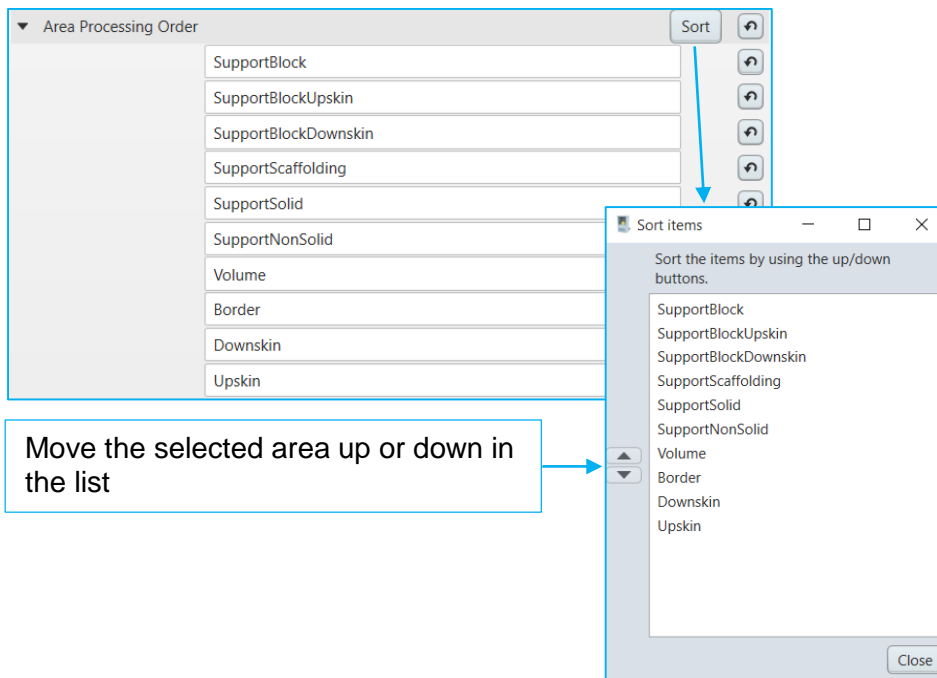 Area Processing Order
Sort
SupportBlock
SupportBlockUpskin
SupportBlockDownskin
SupportScaffolding
SupportSolid
SupportNonSolid
Volume
Border
Downskin
Upskin
Sort items
Sort the items by using the up/down
buttons.
SupportBlock
SupportBlockUpskin
SupportBlockDownskin
SupportScaffolding
SupportSolid
SupportNonSolid
Volume
Border
Downskin
Upskin
Close
Move the selected area up or down in
the list